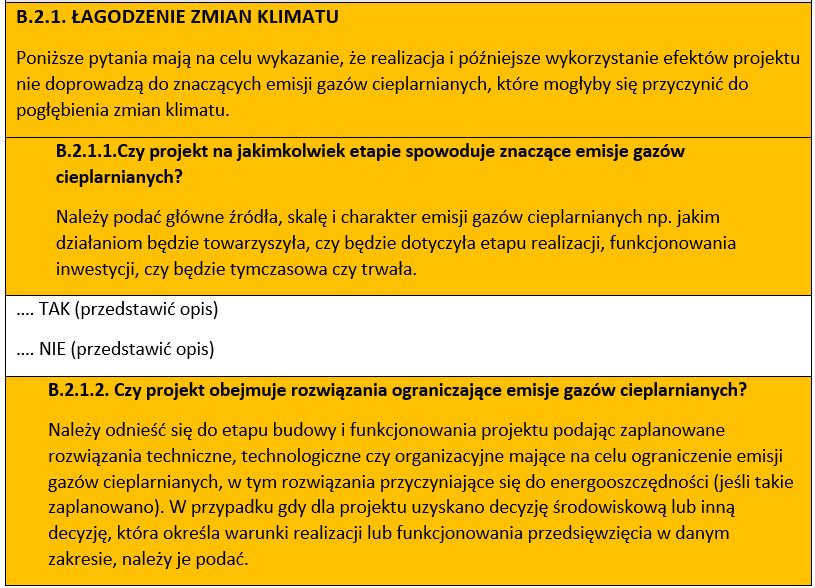 B.2.1. ŁAGODZENIE ZMIAN KLIMATU
Poniższe pytania mają na celu wykazanie, że realizacja i późniejsze wykorzystanie efektów projektu
nie doprowadzą do znaczących emisji gazów cieplarnianych, które mogłyby się przyczynić do
pogłębienia zmian klimatu.
B.2.1.1.Czy projekt na jakimkolwiek etapie spowoduje znaczące emisje gazów
cieplarnianych?
Należy podać główne źródła, skalę i charakter emisji gazów cieplarnianych np. jakim
działaniom będzie towarzyszyła, czy będzie dotyczyła etapu realizacji, funkcjonowania
inwestycji, czy będzie tymczasowa czy trwała.
.... TAK (przedstawić opis)
.... NIE (przedstawić opis)
B.2.1.2. Czy projekt obejmuje rozwiązania ograniczające emisje gazów cieplarnianych?
Należy odnieść się do etapu budowy i funkcjonowania projektu podając zaplanowane
rozwiązania techniczne, technologiczne czy organizacyjne mające na celu ograniczenie emisji
gazów cieplarnianych, w tym rozwiązania przyczyniające się do energooszczędności (jeśli takie
zaplanowano). W przypadku gdy dla projektu uzyskano decyzję środowiskową lub inną
decyzję, która określa warunki realizacji lub funkcjonowania przedsięwzięcia w danym
zakresie, należy je podać.